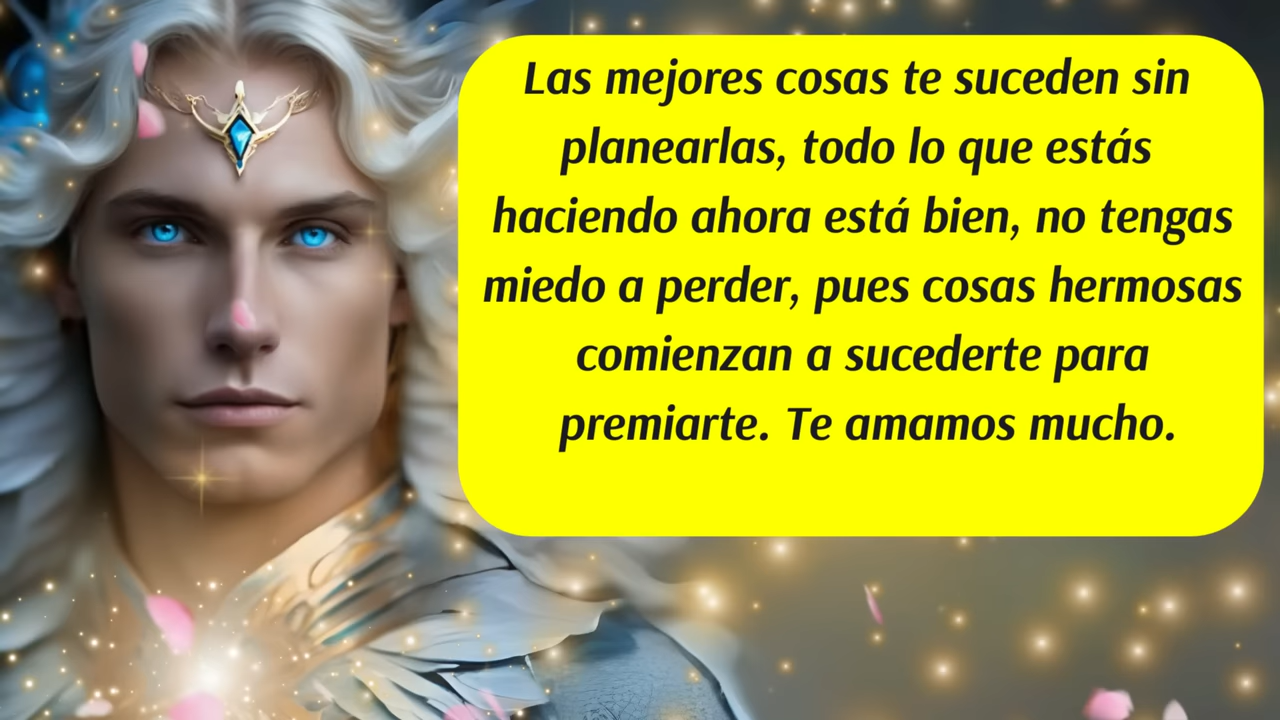 Las mejores cosas te suceden sin
planearlas, todo lo que estás
haciendo ahora está bien, no tengas
miedo a perder, pues cosas hermosas
comienzan a sucederte para
premiarte. Te amamos mucho.